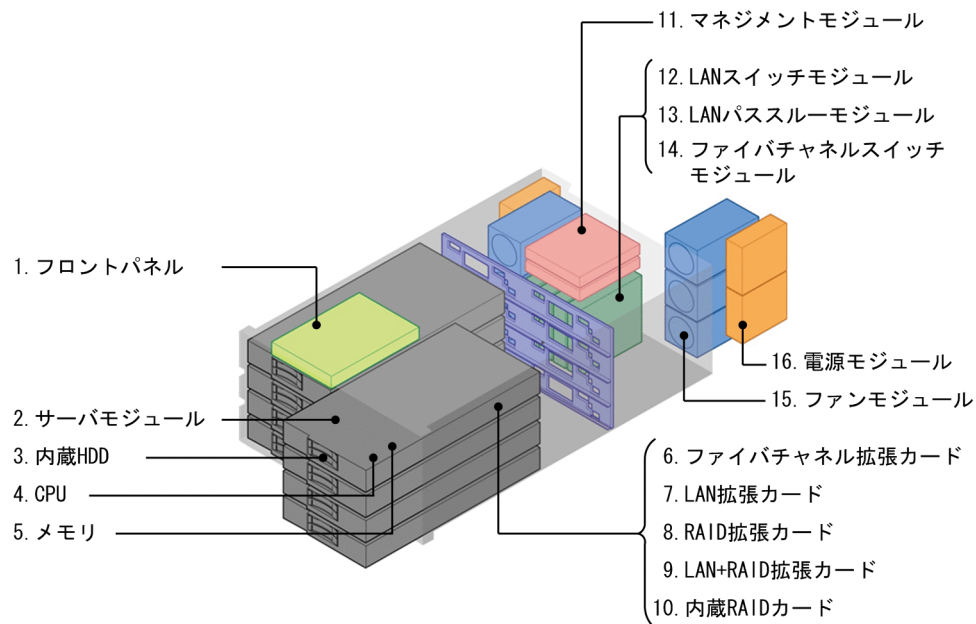 11. マネジメントモジュール
12. LANスイッチモジュール
13. LANパススルーモジュール
14. ファイバチャネルスイッチ
モジュール
1. フロントパネル
16. 電源モジュール
15. ファンモジュール
2. サーバモジュール
3. 内蔵HDD
4. CPU
5. メモリ
6. ファイバチャネル拡張カード
7. LAN拡張カード
8. RAID拡張カード
9. LAN+RAID拡張カード
10. 内蔵RAIDカード